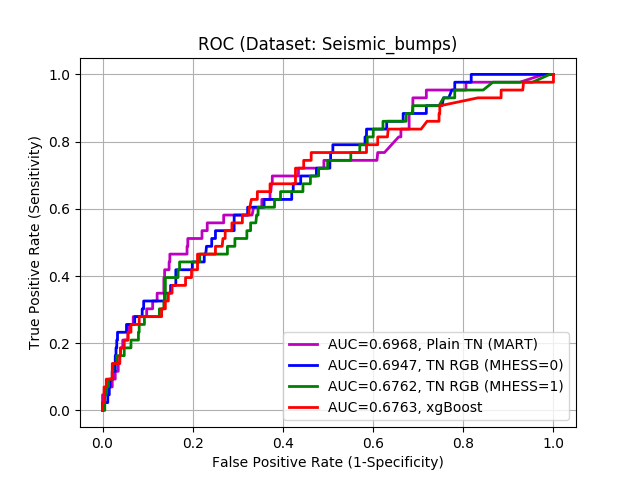 ROC (Dataset: Seismic_bumps)
1.0
0.8
0.6
0.4
0.2
0.0
True Positive Rate (Sensitivity)
AUC=0.6968, Plain TN (MART)
AUC=0.6947, TN RGB (MHESS=0)
AUC=0.6762, TN RGB (MHESS=1)
AUC=0.6763, xgBoost
0.0 0.2 0.4 0.6 0.8 1.0
False Positive Rate (1-Specificity)